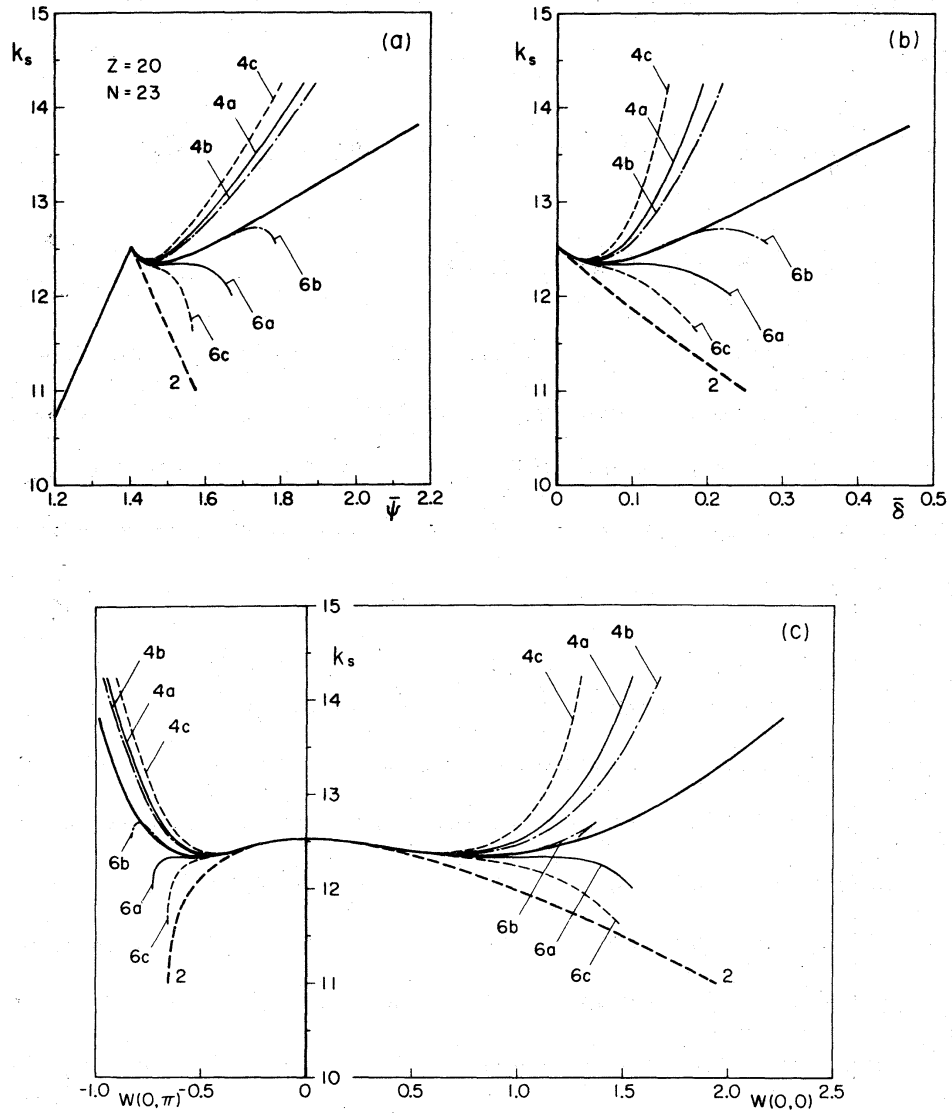 15
14
13
12
11
10
k_s
(a)
Z=20
N=23
4c
4a
4b
6b
6a
6c
2
1.2
1.4
1.6
1.8
2.0
2.2
ψ̄
15
14
13
12
11
10
k_s
(b)
4c
4a
4b
6b
6a
6c
2
0
0.1
0.2
0.3
0.4
0.5
δ̄
15
14
13
12
11
10
k_s
(c)
4b
4a
4c
6b
6a
6c
2
4c
4a
4b
6b
6a
6c
2
-1.0
-0.5
0
0.5
1.0
1.5
2.0
2.5
W(0,π)
W(0,0)